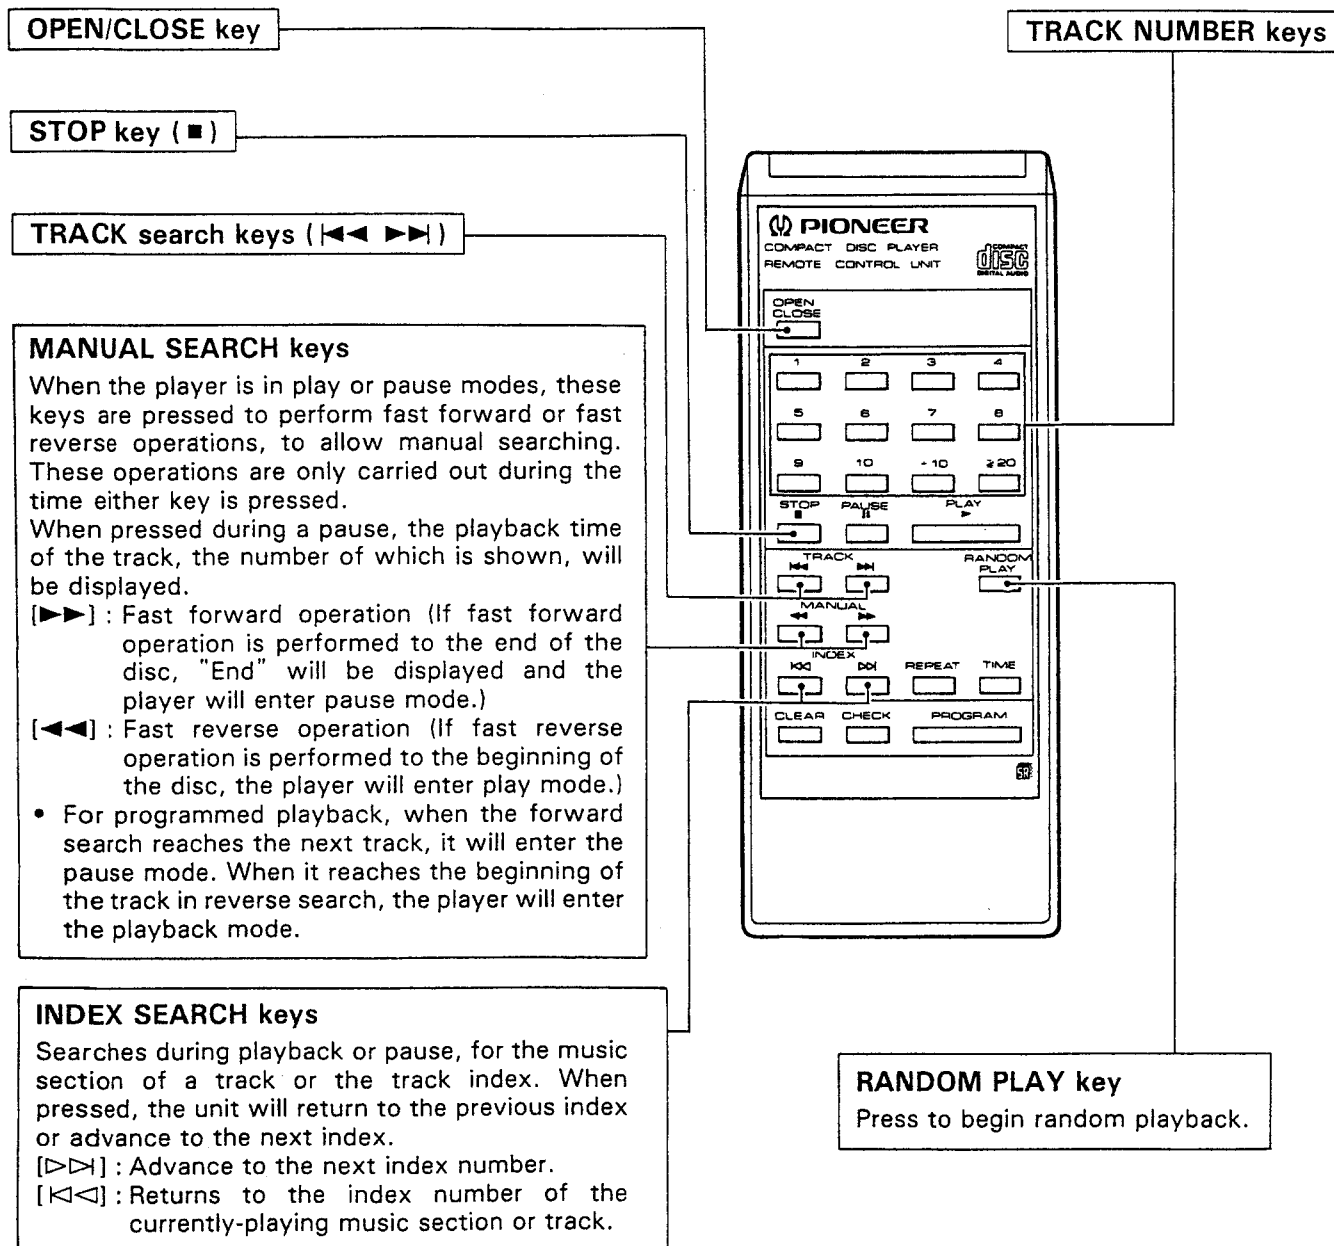 OPEN/CLOSE key
TRACK NUMBER keys
STOP key ( ■ )
TRACK search keys ( |◄◄ ►►| )
MANUAL SEARCH keys
When the player is in play or pause modes, these
keys are pressed to perform fast forward or fast
reverse operations, to allow manual searching.
These operations are only carried out during the
time either key is pressed.
When pressed during a pause, the playback time
of the track, the number of which is shown, will
be displayed.
[►►] : Fast forward operation (If fast forward
operation is performed to the end of the
disc, "End" will be displayed and the
player will enter pause mode.)
[◄◄] : Fast reverse operation (If fast reverse
operation is performed to the beginning of
the disc, the player will enter play mode.)
• For programmed playback, when the forward
search reaches the next track, it will enter the
pause mode. When it reaches the beginning of
the track in reverse search, the player will enter
the playback mode.
INDEX SEARCH keys
Searches during playback or pause, for the music
section of a track or the track index. When
pressed, the unit will return to the previous index
or advance to the next index.
[▷▷|] : Advance to the next index number.
[|◁◁] : Returns to the index number of the
currently-playing music section or track.
PIONEER
COMPACT DISC PLAYER
REMOTE CONTROL UNIT
COMPACT
disc
DIGITAL AUDIO
OPEN
CLOSE
1 2 3 4
5 6 7 8
9 10 +10 ≧20
STOP PAUSE PLAY
■ II ►
TRACK
|◄◄ ►►|
RANDOM
PLAY
MANUAL
◄◄ ►►
INDEX
|◁◁ ▷▷| REPEAT TIME
CLEAR CHECK PROGRAM
SR
RANDOM PLAY key
Press to begin random playback.